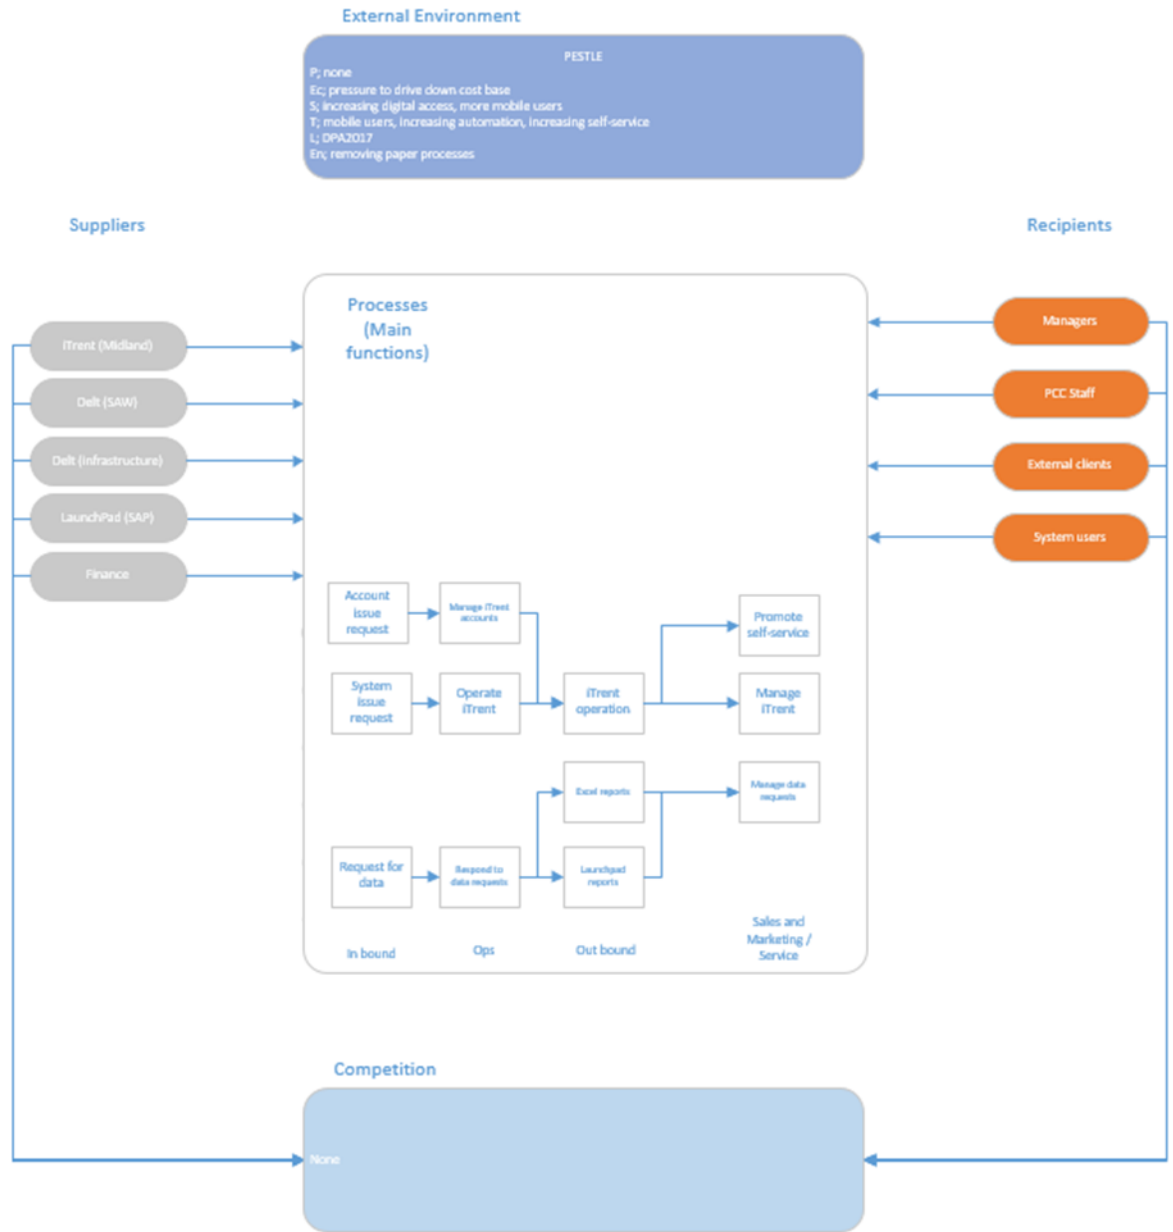 External Environment
PESTLE
P; none
Ec; pressure to drive down cost base
S; increasing digital access, more mobile users
T; mobile users, increasing automation, increasing self-service
L; DPA2017
En; removing paper processes
Suppliers
Recipients
Processes
(Main
functions)
iTrent (Midland)
Delt (SAW)
Delt (Infrastructure)
LaunchPad (SAP)
Finance
Managers
PCC Staff
External clients
System users
Account
issue
request
Manage iTrent
accounts
Promote
self-service
System
issue
request
Operate
iTrent
iTrent
operation
Manage
iTrent
Excel reports
Manage data
requests
Request for
data
Respond to
data requests
Launchpad
reports
In bound
Ops
Out bound
Sales and
Marketing /
Service
Competition
None